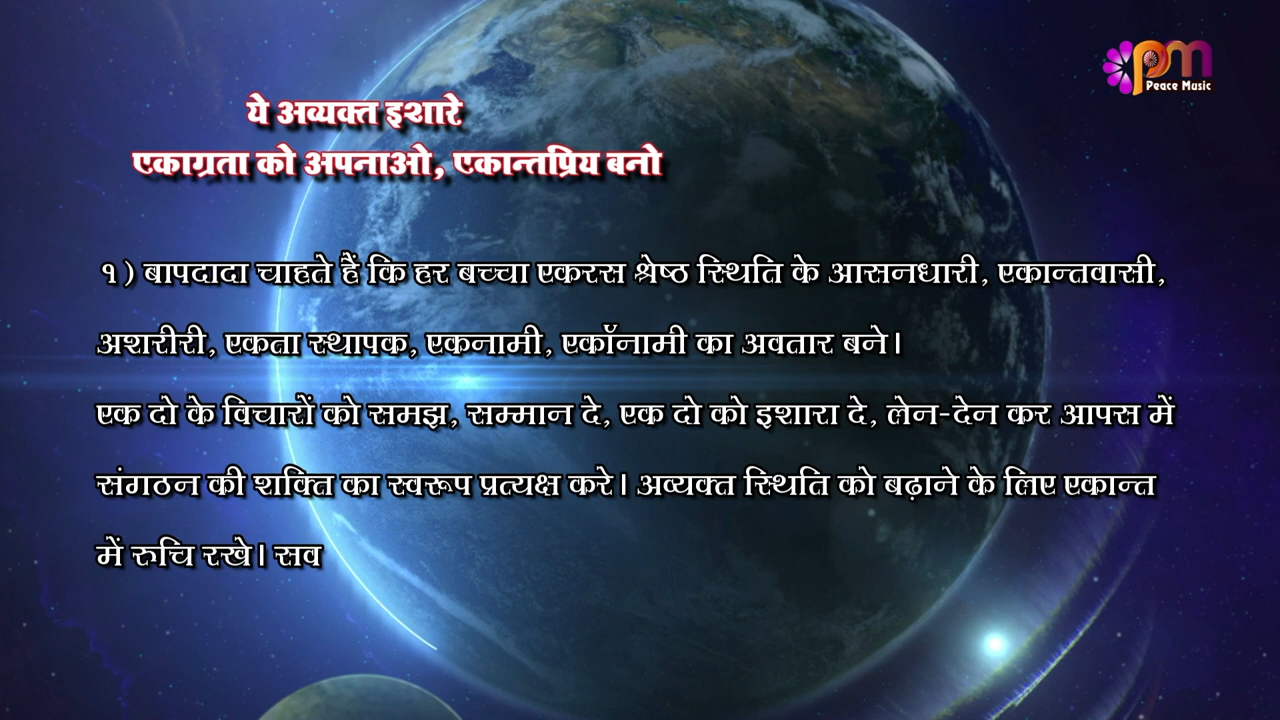 pm
Peace Music
ये अव्यक्त इशारे
एकाग्रता को अपनाओ, एकान्तप्रिय बनो
१) बापदादा चाहते हैं कि हर बच्चा एकरस श्रेष्ठ स्थिति के आसनधारी, एकान्तवासी,
अशरीरी, एकता स्थापक, एकनामी, एकॉनामी का अवतार बने।
एक दो के विचारों को समझ, सम्मान दे, एक दो को इशारा दे, लेन-देन कर आपस में
संगठन की शक्ति का स्वरूप प्रत्यक्ष करे। अव्यक्त स्थिति को बढ़ाने के लिए एकान्त
में रुचि रखे। सव